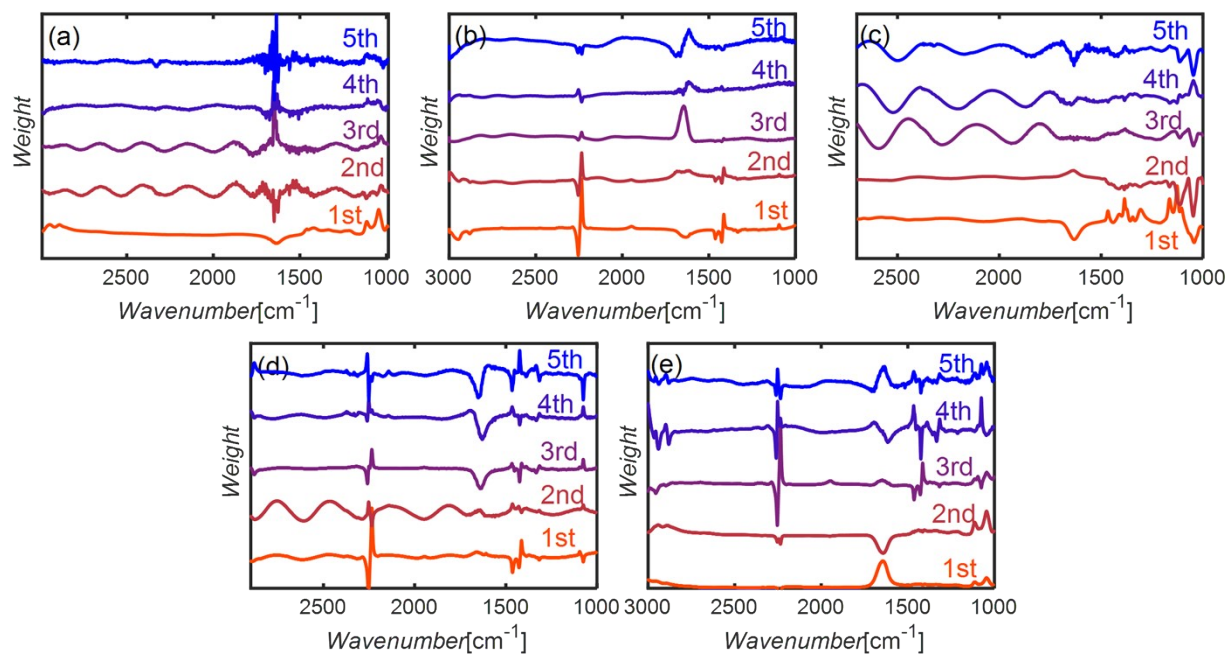 (a)
5th
4th
3rd
2nd
1st
Weight
2500 2000 1500 1000
Wavenumber[cm⁻¹]
(b)
5th
4th
3rd
2nd
1st
Weight
3000 2500 2000 1500 1000
Wavenumber[cm⁻¹]
(c)
5th
4th
3rd
2nd
1st
Weight
2500 2000 1500 1000
Wavenumber[cm⁻¹]
(d)
5th
4th
3rd
2nd
1st
Weight
2500 2000 1500 1000
Wavenumber[cm⁻¹]
(e)
5th
4th
3rd
2nd
1st
Weight
3000 2500 2000 1500 1000
Wavenumber[cm⁻¹]